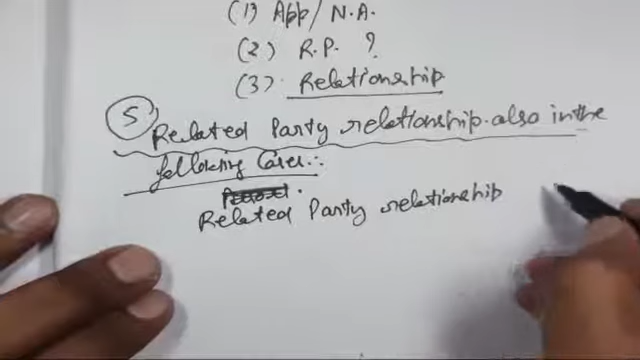 (1) App/N.A.
(2) R.P. ?
(3) Relationship
5 Related Party relationship also in the
following Cases:
Related Party relationship